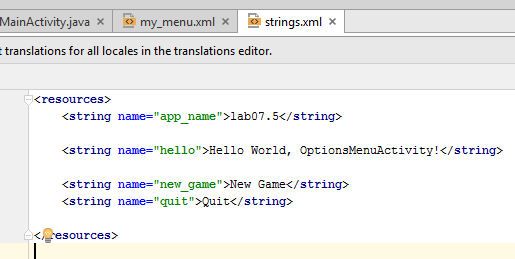 MainActivity.java × my_menu.xml × strings.xml ×
t translations for all locales in the translations editor.
<resources>
<string name="app_name">lab07.5</string>
<string name="hello">Hello World, OptionsMenuActivity!</string>
<string name="new_game">New Game</string>
<string name="quit">Quit</string>
</resources>